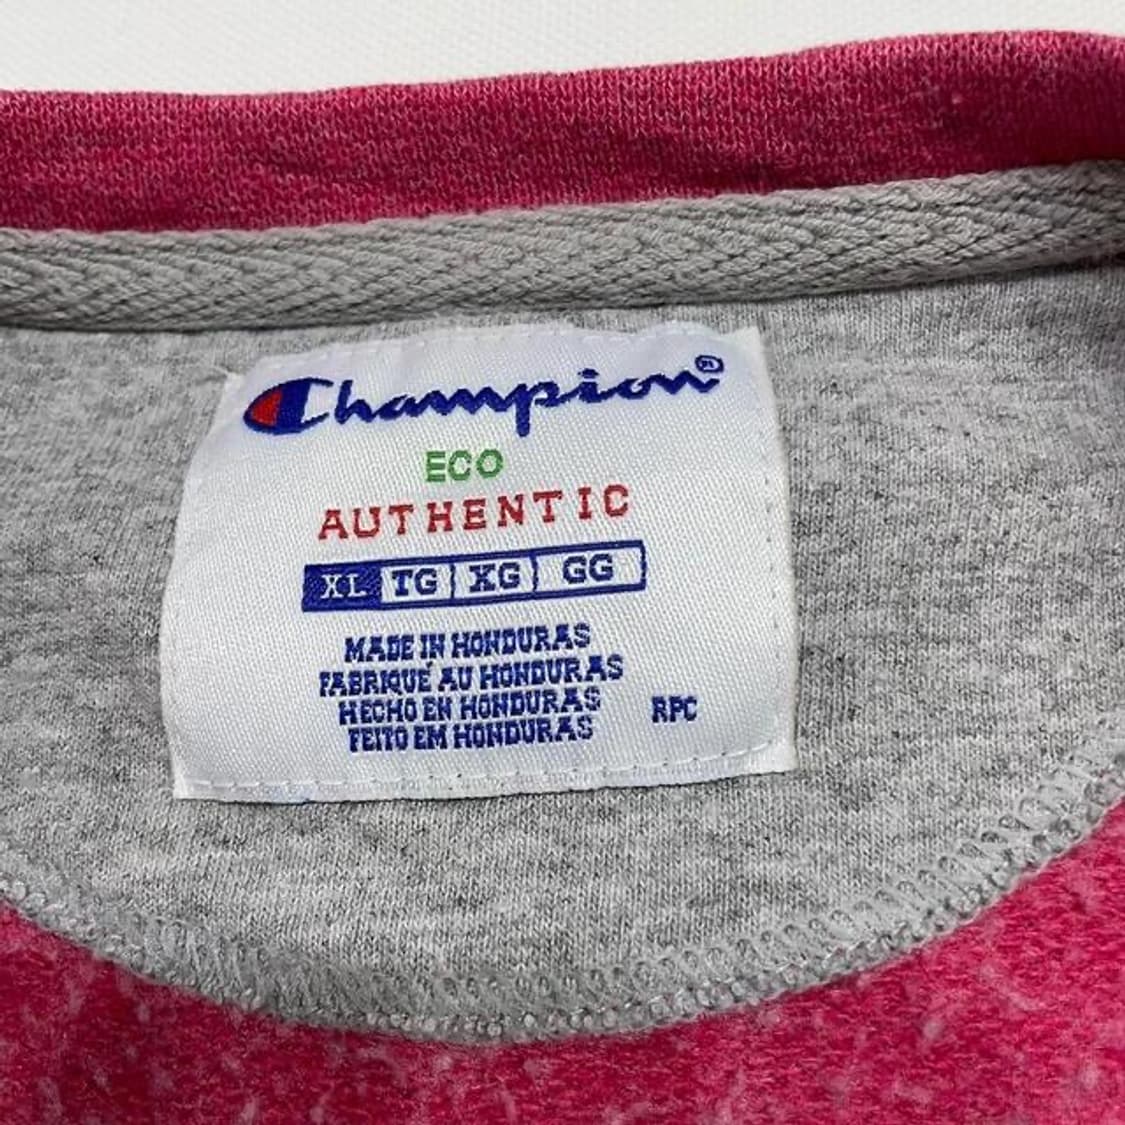 Champion
ECO
AUTHENTIC
XL TG XG GG
MADE IN HONDURAS
FABRIQUÉ AU HONDURAS
HECHO EN HONDURAS
FEITO EM HONDURAS
RPC